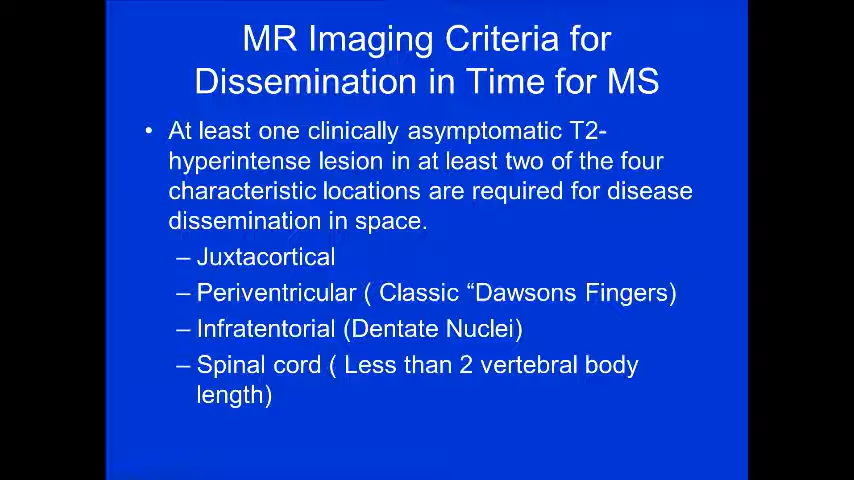 MR Imaging Criteria for
Dissemination in Time for MS
• At least one clinically asymptomatic T2-
hyperintense lesion in at least two of the four
characteristic locations are required for disease
dissemination in space.
– Juxtacortical
– Periventricular ( Classic “Dawsons Fingers)
– Infratentorial (Dentate Nuclei)
– Spinal cord ( Less than 2 vertebral body
length)